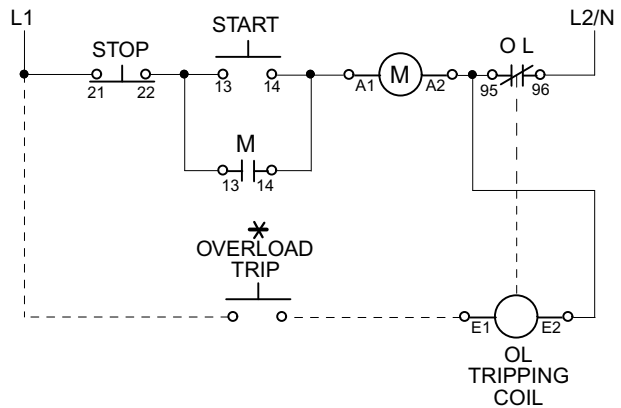 L1
L2/N
START
STOP
O L
M
21
22
13
14
A1
A2
95
96
M
13
14
*
OVERLOAD
TRIP
E1
E2
OL
TRIPPING
COIL